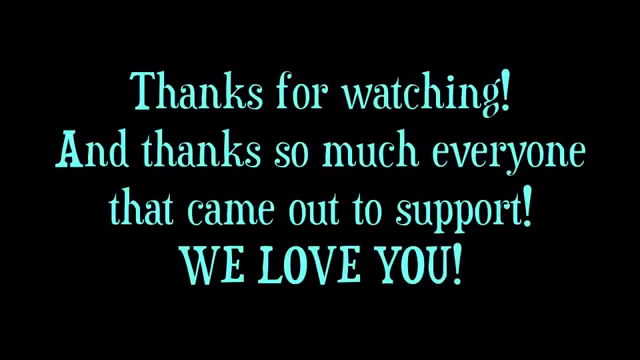 Thanks for watching!
And thanks so much everyone
that came out to support!
WE LOVE YOU!